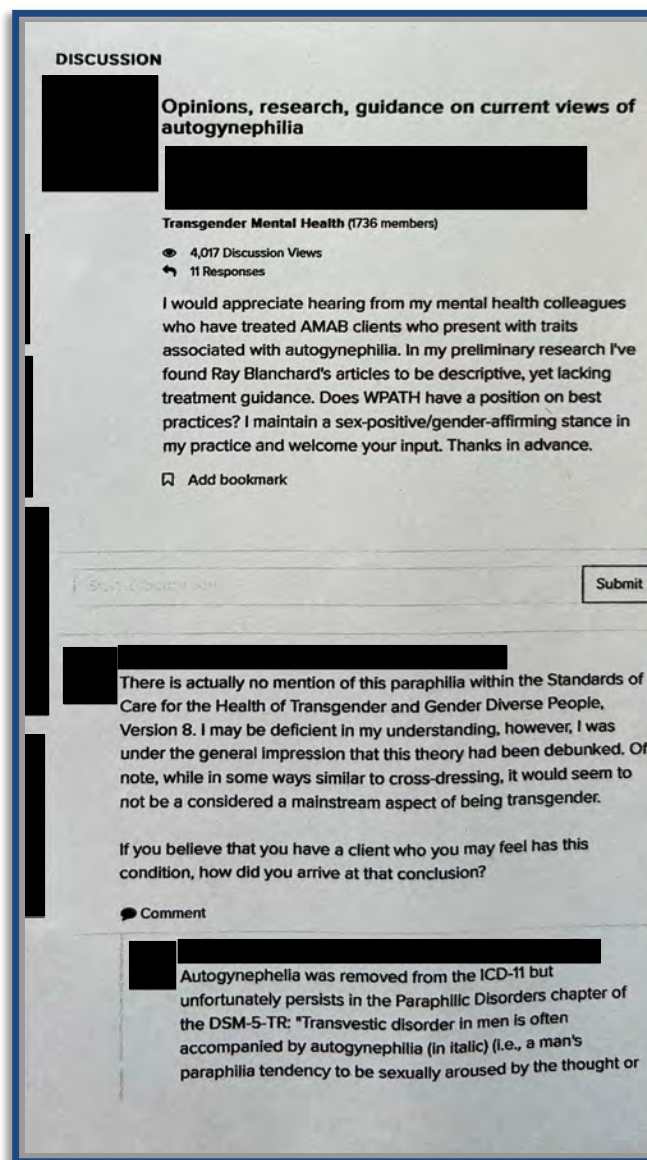 DISCUSSION
Opinions, research, guidance on current views of
autogynephilia
Transgender Mental Health (1736 members)
4,017 Discussion Views
11 Responses
I would appreciate hearing from my mental health colleagues
who have treated AMAB clients who present with traits
associated with autogynephilia. In my preliminary research I've
found Ray Blanchard's articles to be descriptive, yet lacking
treatment guidance. Does WPATH have a position on best
practices? I maintain a sex-positive/gender-affirming stance in
my practice and welcome your input. Thanks in advance.
Add bookmark
Submit
There is actually no mention of this paraphilia within the Standards of
Care for the Health of Transgender and Gender Diverse People,
Version 8. I may be deficient in my understanding, however, I was
under the general impression that this theory had been debunked. Of
note, while in some ways similar to cross-dressing, it would seem to
not be a considered a mainstream aspect of being transgender.
If you believe that you have a client who you may feel has this
condition, how did you arrive at that conclusion?
Comment
Autogynephelia was removed from the ICD-11 but
unfortunately persists in the Paraphilic Disorders chapter of
the DSM-5-TR: "Transvestic disorder in men is often
accompanied by autogynephilia (in italic) (i.e., a man's
paraphilia tendency to be sexually aroused by the thought or